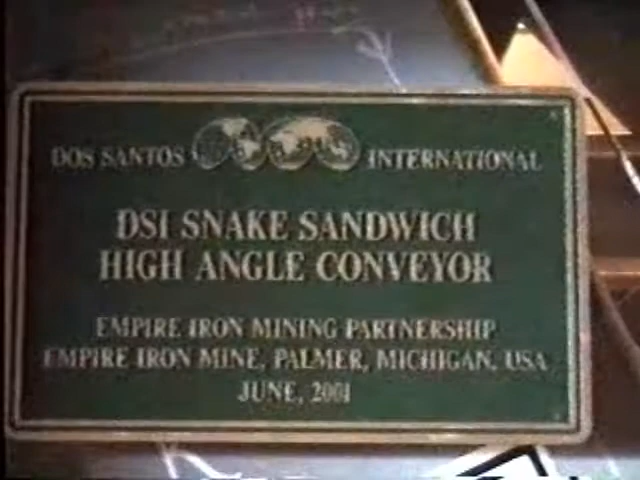 DOS SANTOS INTERNATIONAL
DSI SNAKE SANDWICH
HIGH ANGLE CONVEYOR
EMPIRE IRON MINING PARTNERSHIP
EMPIRE IRON MINE, PALMER, MICHIGAN, USA
JUNE, 2001